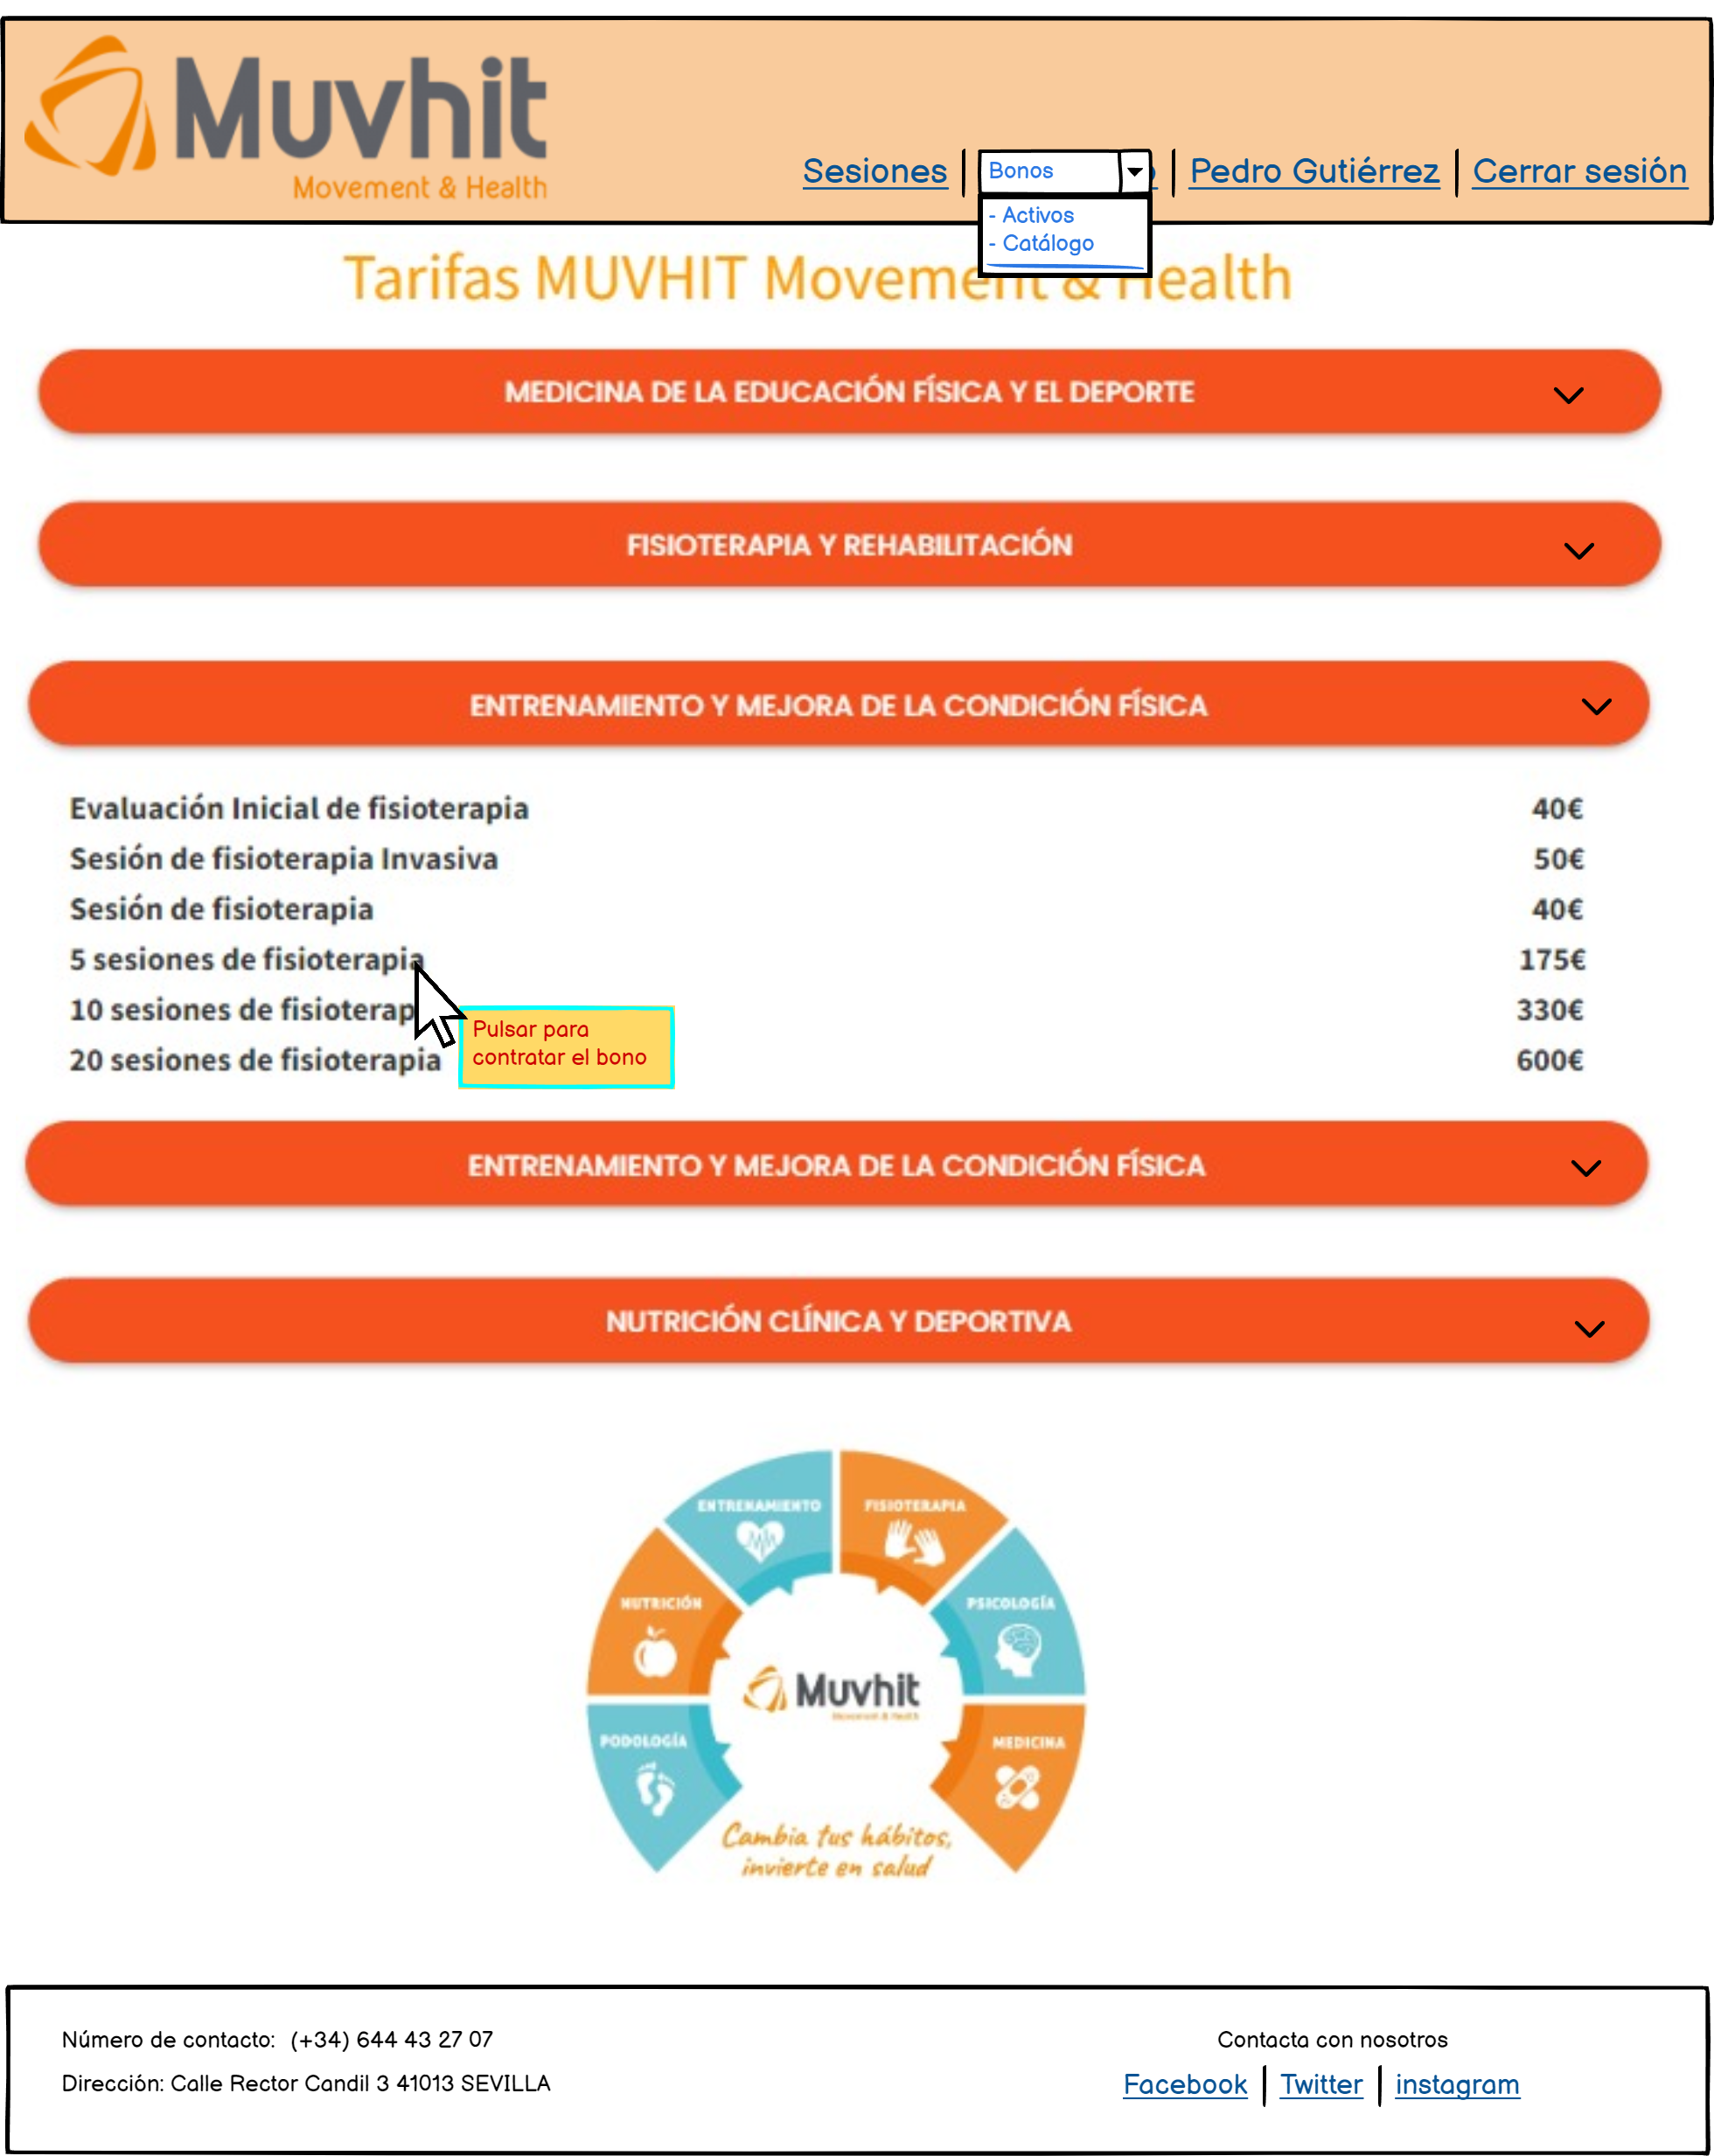 Muvhit
Movement & Health
Sesiones | Bonos | Pedro Gutiérrez | Cerrar sesión
- Activos
- Catálogo
Tarifas MUVHIT Movement & Health
MEDICINA DE LA EDUCACIÓN FÍSICA Y EL DEPORTE
FISIOTERAPIA Y REHABILITACIÓN
ENTRENAMIENTO Y MEJORA DE LA CONDICIÓN FÍSICA
Evaluación Inicial de fisioterapia 40€
Sesión de fisioterapia Invasiva 50€
Sesión de fisioterapia 40€
5 sesiones de fisioterapia 175€
10 sesiones de fisioterap 330€
Pulsar para
contratar el bono
20 sesiones de fisioterapia 600€
ENTRENAMIENTO Y MEJORA DE LA CONDICIÓN FÍSICA
NUTRICIÓN CLÍNICA Y DEPORTIVA
ENTRENAMIENTO
FISIOTERAPIA
NUTRICIÓN
PSICOLOGÍA
Muvhit
Movement & Health
PODOLOGÍA
MEDICINA
Cambia tus hábitos,
invierte en salud
Número de contacto: (+34) 644 43 27 07
Contacta con nosotros
Dirección: Calle Rector Candil 3 41013 SEVILLA
Facebook | Twitter | instagram